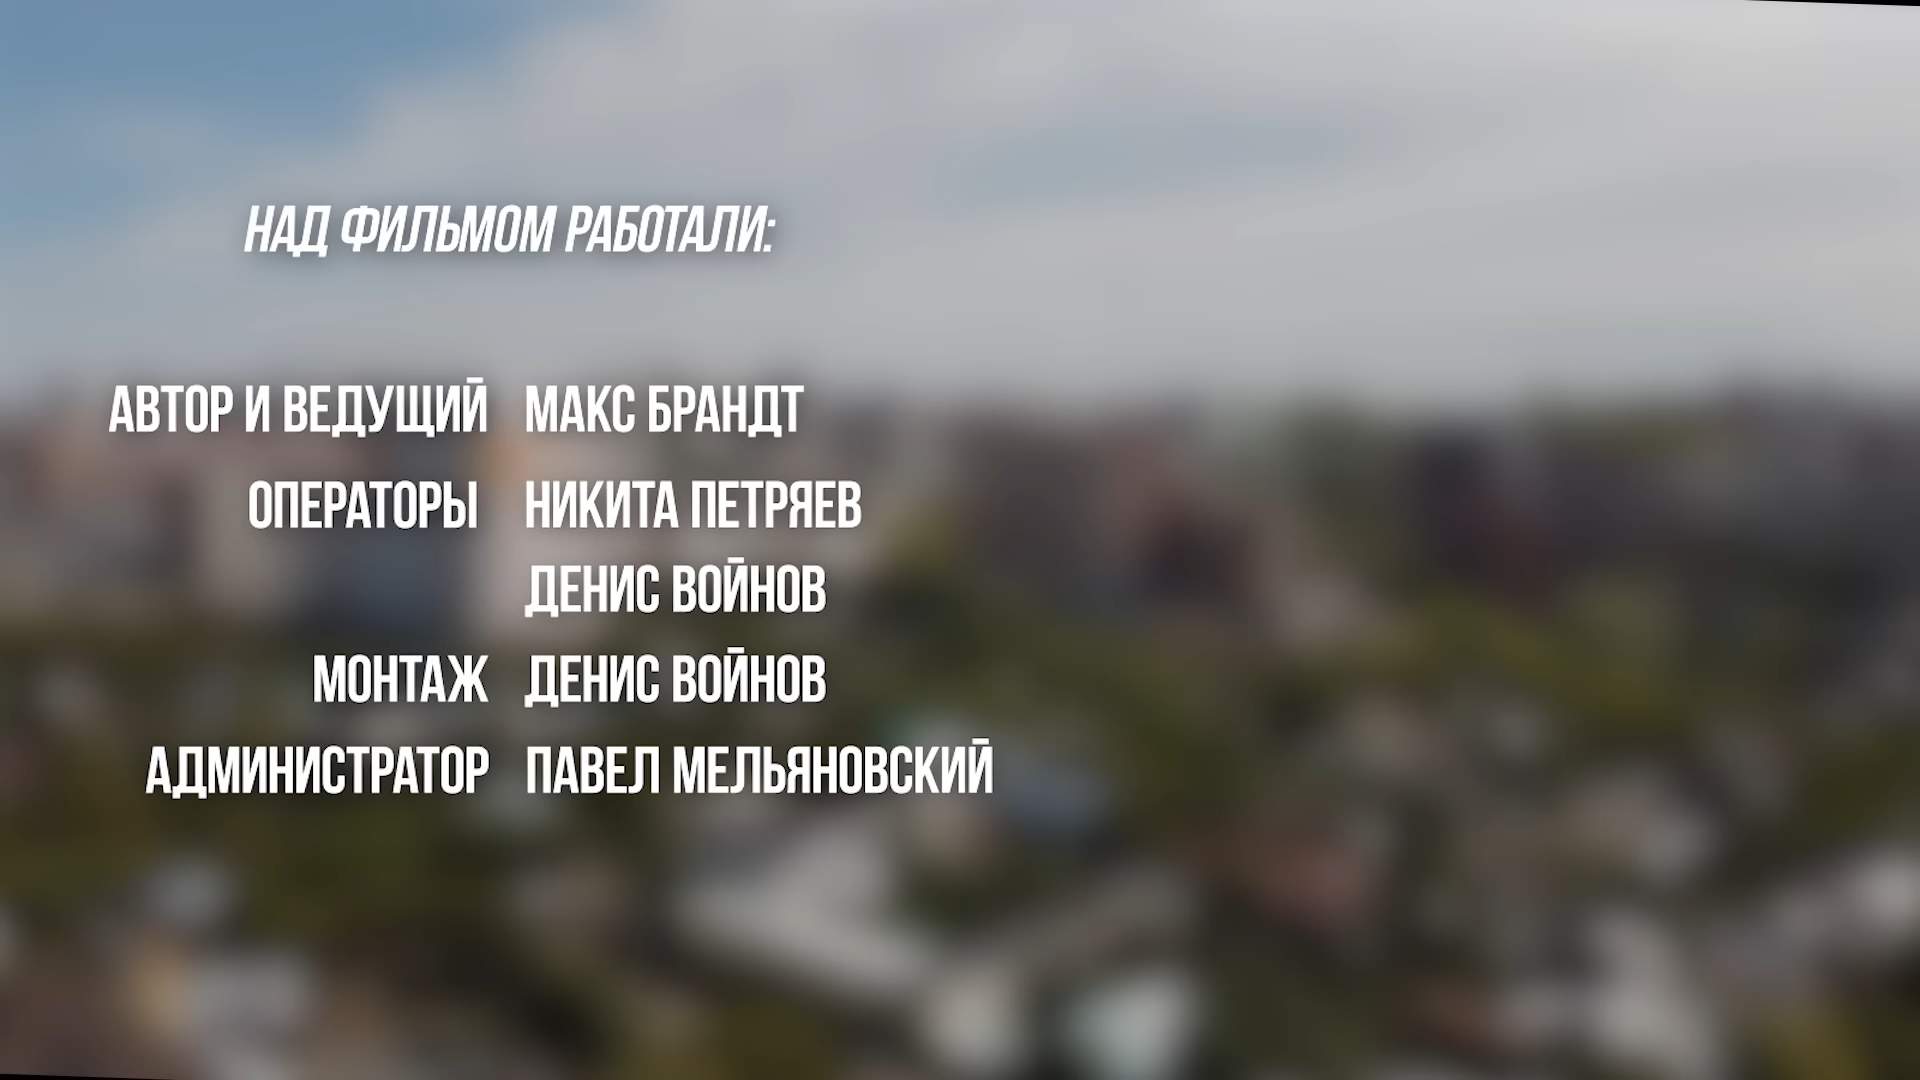 НАД ФИЛЬМОМ РАБОТАЛИ:
АВТОР И ВЕДУЩИЙ МАКС БРАНДТ
ОПЕРАТОРЫ НИКИТА ПЕТРЯЕВ
ДЕНИС ВОЙНОВ
МОНТАЖ ДЕНИС ВОЙНОВ
АДМИНИСТРАТОР ПАВЕЛ МЕЛЬЯНОВСКИЙ